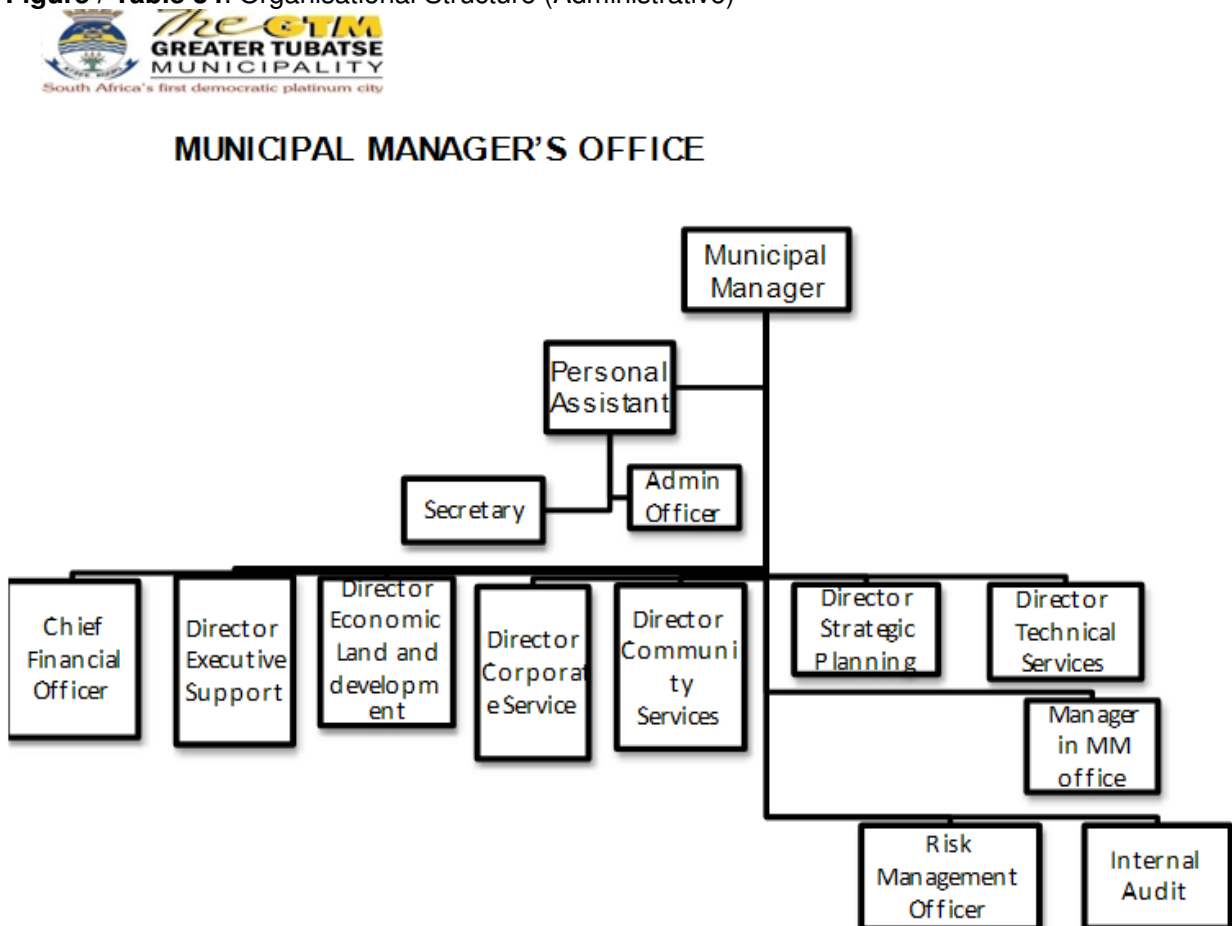 Figure / Table 34: Organisational Structure (Administrative)
The GTM
GREATER TUBATSE
MUNICIPALITY
South Africa's first democratic platinum city
MUNICIPAL MANAGER'S OFFICE
Municipal
Manager
Personal
Assistant
Secretary
Admin
Officer
Chief
Financial
Officer
Director
Executive
Support
Director
Economic
Land and
developm
ent
Director
Corporat
e Service
Director
Communi
ty
Services
Director
Strategic
Planning
Director
Technical
Services
Manager
in MM
office
Risk
Management
Officer
Internal
Audit